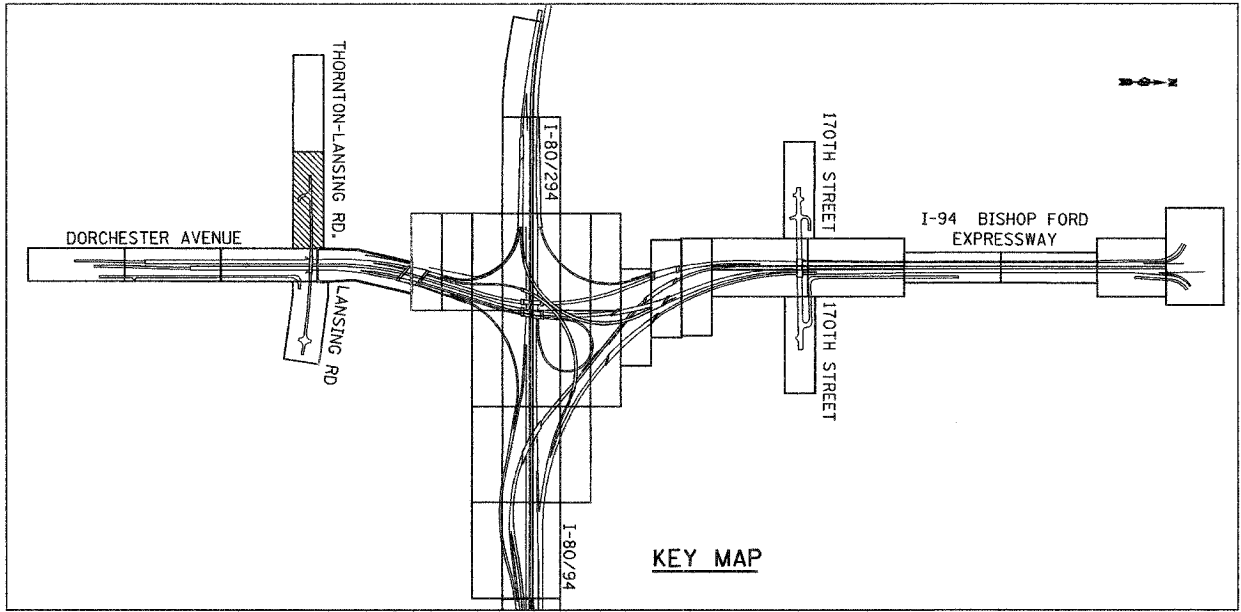 THORNTON-LANSING RD.
I-80/294
N
170TH STREET
I-94 BISHOP FORD
EXPRESSWAY
DORCHESTER AVENUE
LANSING RD
170TH STREET
I-80/94
KEY MAP